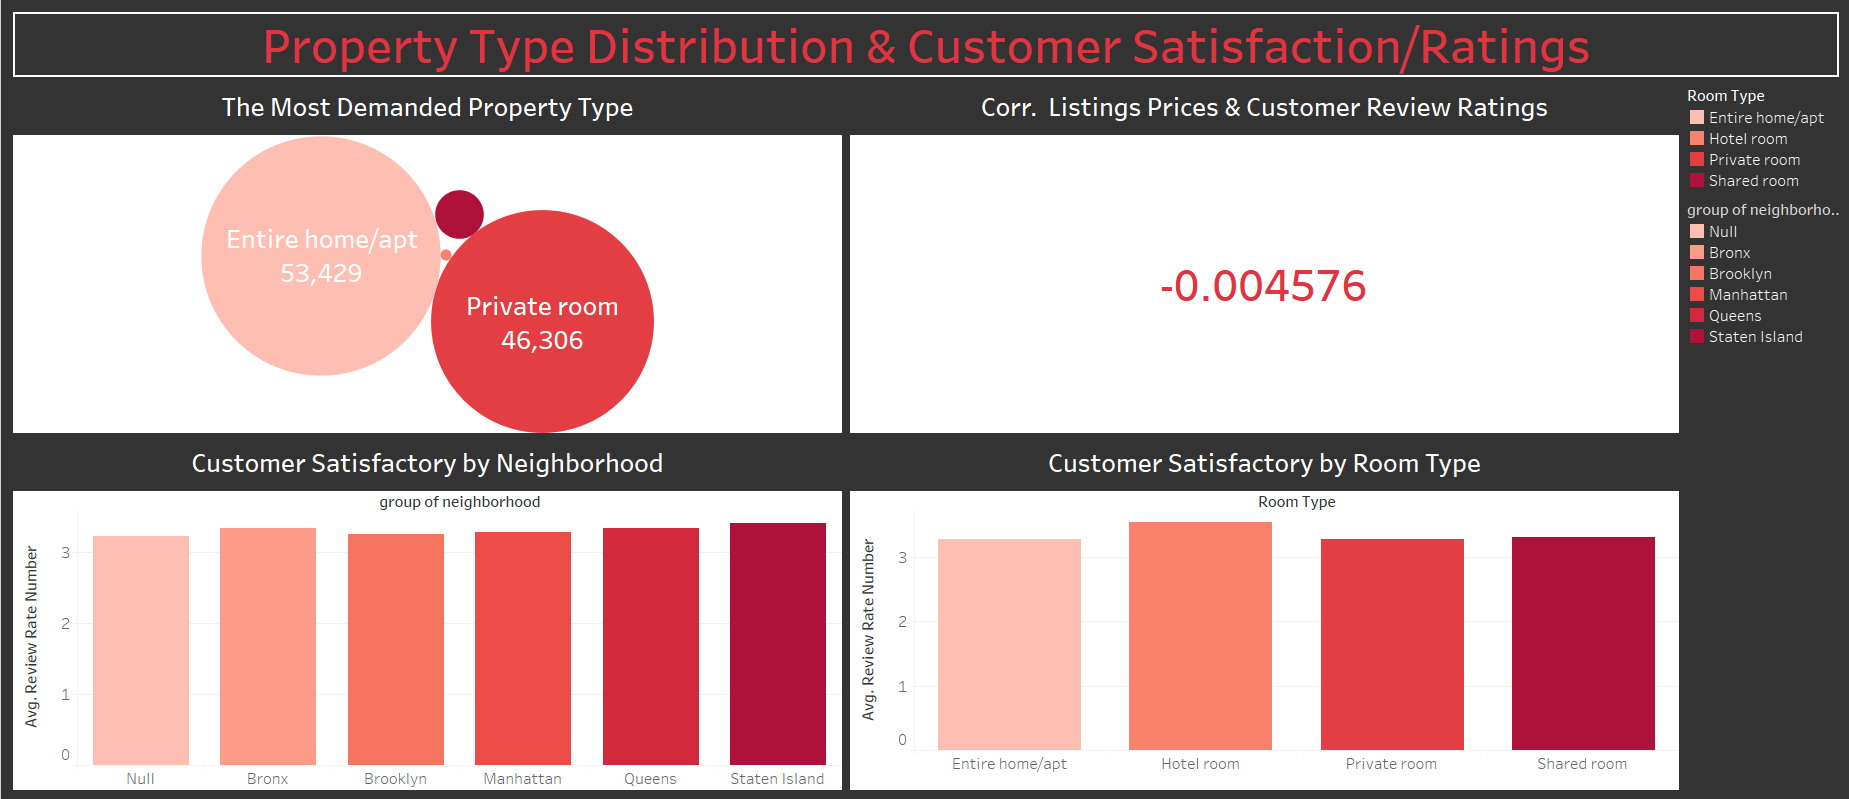 Property Type Distribution & Customer Satisfaction/Ratings
The Most Demanded Property Type
Entire home/apt
53,429
Private room
46,306
Corr.  Listings Prices & Customer Review Ratings
-0.004576
Room Type
Entire home/apt
Hotel room
Private room
Shared room
group of neighborho..
Null
Bronx
Brooklyn
Manhattan
Queens
Staten Island
Customer Satisfactory by Neighborhood
group of neighborhood
Avg. Review Rate Number
3
2
1
0
Null Bronx Brooklyn Manhattan Queens Staten Island
Customer Satisfactory by Room Type
Room Type
Avg. Review Rate Number
3
2
1
0
Entire home/apt Hotel room Private room Shared room